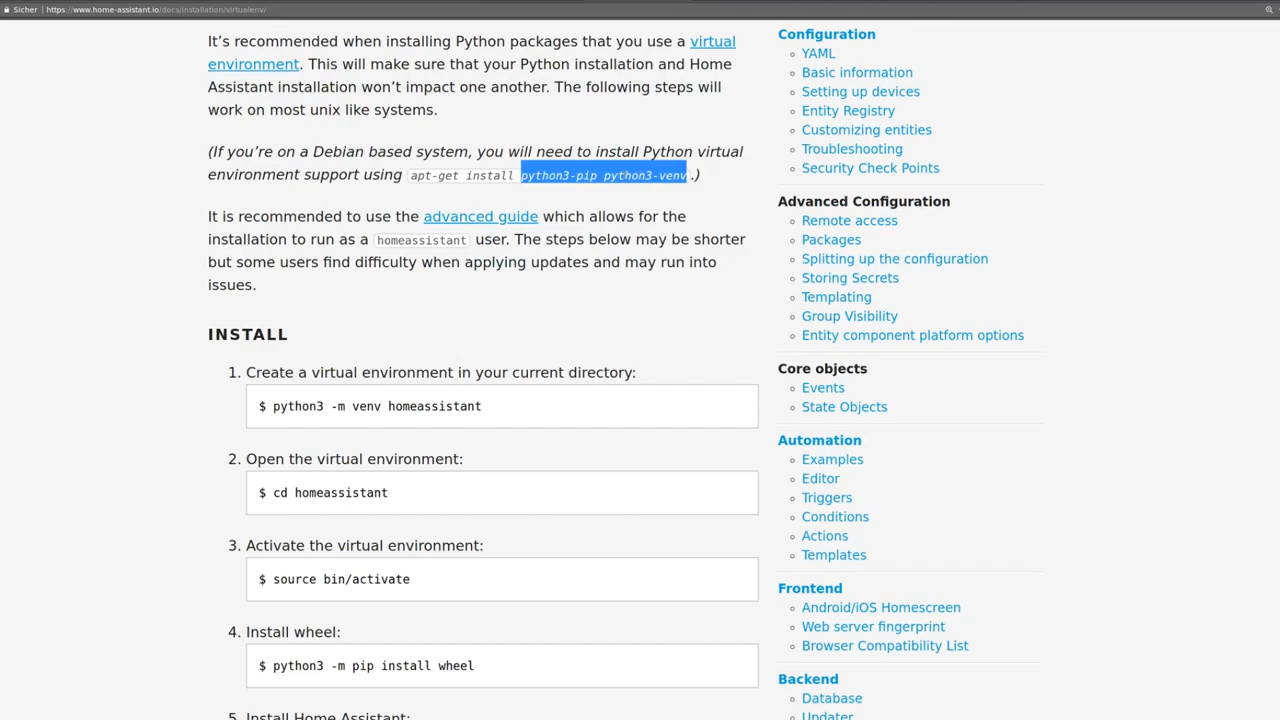 Sicher | https://www.home-assistant.io/docs/installation/virtualenv/
It's recommended when installing Python packages that you use a virtual
environment. This will make sure that your Python installation and Home
Assistant installation won't impact one another. The following steps will
work on most unix like systems.
(If you're on a Debian based system, you will need to install Python virtual
environment support using apt-get install python3-pip python3-venv .)
It is recommended to use the advanced guide which allows for the
installation to run as a homeassistant user. The steps below may be shorter
but some users find difficulty when applying updates and may run into
issues.
INSTALL
1. Create a virtual environment in your current directory:
$ python3 -m venv homeassistant
2. Open the virtual environment:
$ cd homeassistant
3. Activate the virtual environment:
$ source bin/activate
4. Install wheel:
$ python3 -m pip install wheel
5. Install Home Assistant:
Configuration
YAML
Basic information
Setting up devices
Entity Registry
Customizing entities
Troubleshooting
Security Check Points
Advanced Configuration
Remote access
Packages
Splitting up the configuration
Storing Secrets
Templating
Group Visibility
Entity component platform options
Core objects
Events
State Objects
Automation
Examples
Editor
Triggers
Conditions
Actions
Templates
Frontend
Android/iOS Homescreen
Web server fingerprint
Browser Compatibility List
Backend
Database
Updater